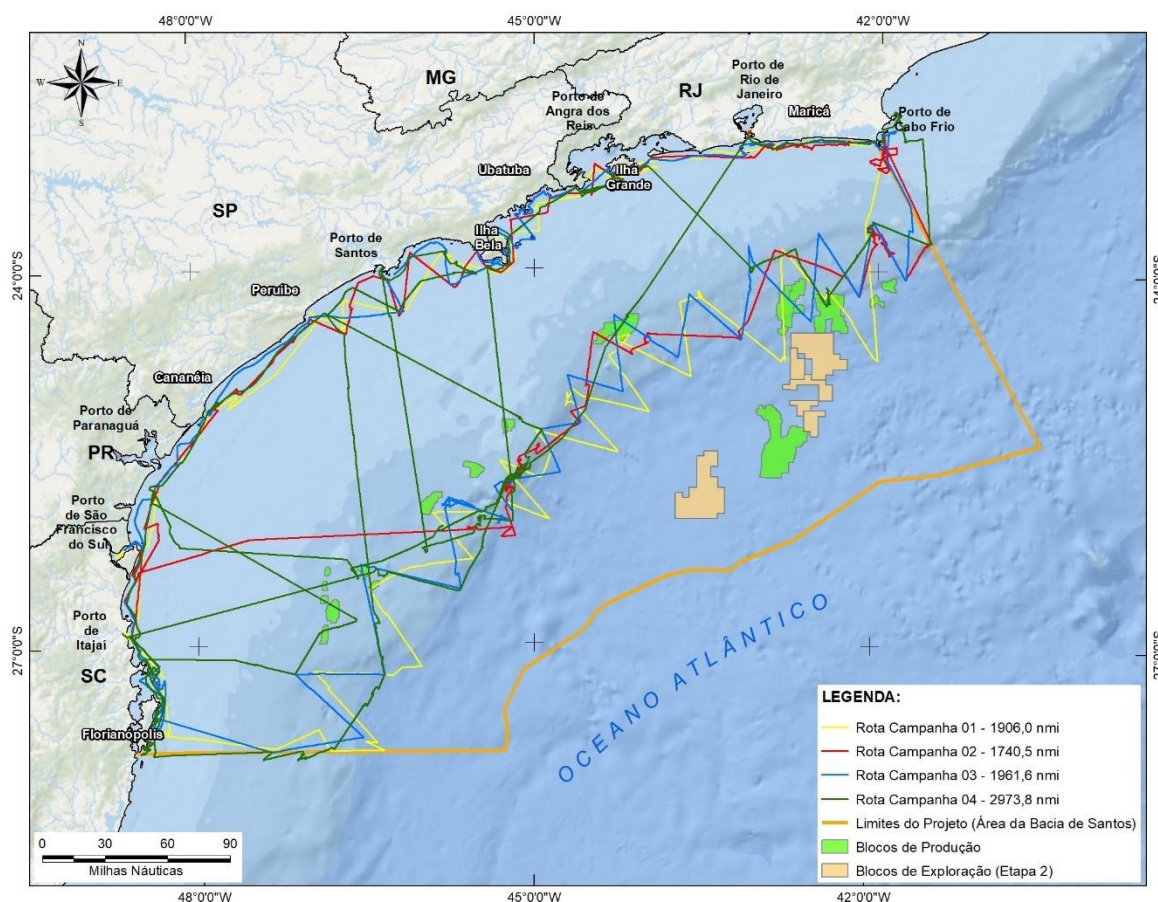 48°0'0"W
45°0'0"W
42°0'0"W
N
W
E
S
MG
RJ
Porto de
Rio de
Janeiro
Porto de
Angra dos
Reis
Maricá
Porto de
Cabo Frio
Ubatuba
Ilha
Grande
SP
Ilha
Bela
Porto de
Santos
24°0'0"S
24°0'0"S
Peruíbe
Cananéia
Porto de
Paranaguá
PR
Porto
de São
Francisco
do Sul
Porto
de
Itajaí
27°0'0"S
27°0'0"S
SC
Florianópolis
OCEANO ATLÂNTICO
LEGENDA:
Rota Campanha 01 - 1906,0 nmi
Rota Campanha 02 - 1740,5 nmi
Rota Campanha 03 - 1961,6 nmi
Rota Campanha 04 - 2973,8 nmi
Limites do Projeto (Área da Bacia de Santos)
Blocos de Produção
Blocos de Exploração (Etapa 2)
0 30 60 90
Milhas Náuticas
48°0'0"W
45°0'0"W
42°0'0"W